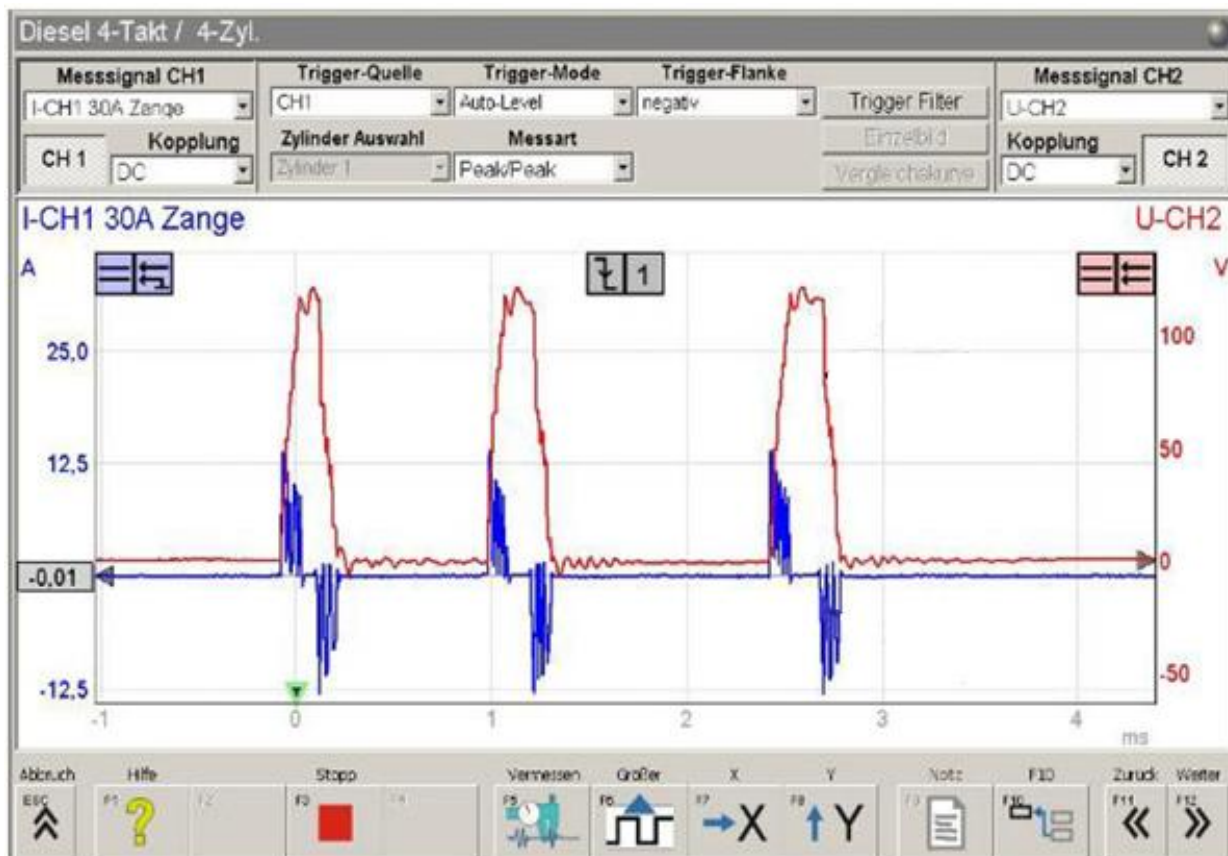 Diesel 4-Takt / 4-Zyl.
Messsignal CH1
Trigger-Quelle
Trigger-Mode
Trigger-Flanke
Messsignal CH2
I-CH1 30A Zange
CH1
Auto-Level
negativ
Trigger Filter
U-CH2
CH 1
Kopplung
Zylinder Auswahl
Messart
Einzelbild
Kopplung
CH 2
DC
Zylinder 1
Peak/Peak
Vergleichskurve
DC
I-CH1 30A Zange
U-CH2
A
1
V
25,0
100
12,5
50
-0.01
0
-12,5
-50
-1
0
1
2
3
4
ms
Abbruch
Hilfe
Stopp
Vermessen
Größer
X
Y
Notiz
F10
Zurück
Weiter
ESC
F1
?
F2
F3
F4
F5
F6
F7
X
F8
Y
F9
F10
F11
F12